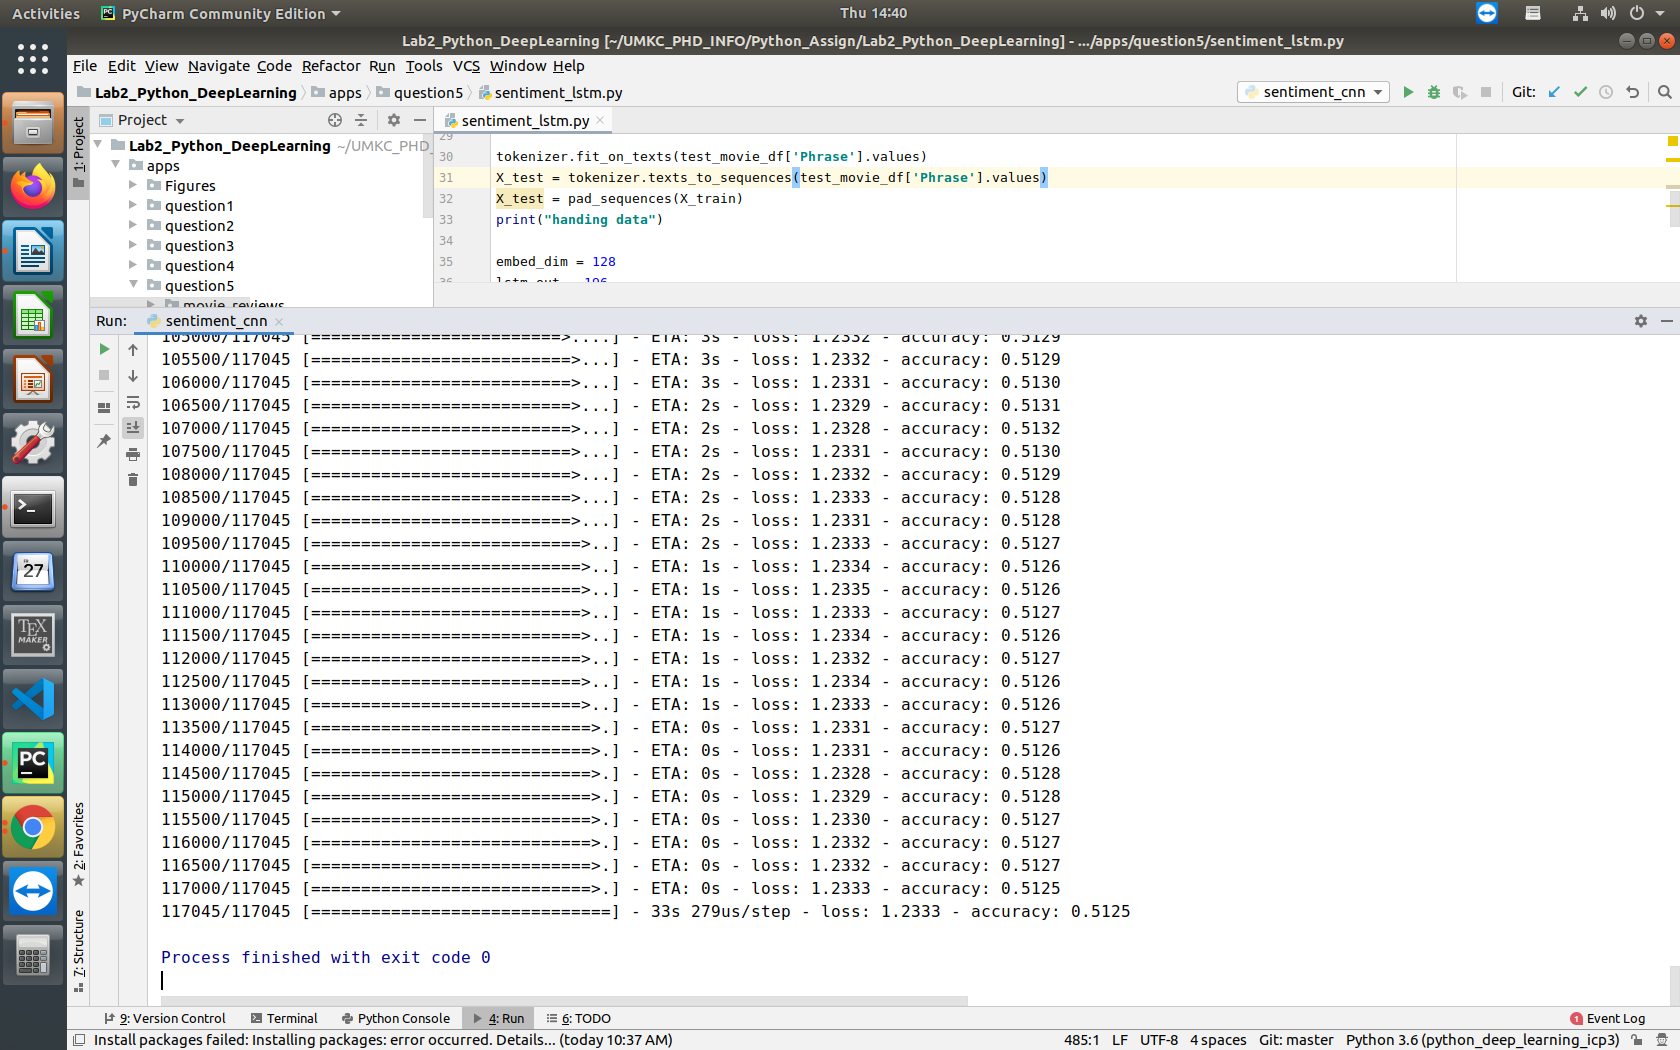 Activities PyCharm Community Edition Thu 14:40
Lab2_Python_DeepLearning [~/UMKC_PHD_INFO/Python_Assign/Lab2_Python_DeepLearning] - .../apps/question5/sentiment_lstm.py
File Edit View Navigate Code Refactor Run Tools VCS Window Help
Lab2_Python_DeepLearning apps question5 sentiment_lstm.py sentiment_cnn Git:
1: Project
Project
Lab2_Python_DeepLearning ~/UMKC_PHD_
apps
Figures
question1
question2
question3
question4
question5
movie_reviews
sentiment_lstm.py
29
30 tokenizer.fit_on_texts(test_movie_df['Phrase'].values)
31 X_test = tokenizer.texts_to_sequences(test_movie_df['Phrase'].values)
32 X_test = pad_sequences(X_train)
33 print("handing data")
34
35 embed_dim = 128
36 lstm_out = 196
Run: sentiment_cnn
105000/117045 [=========================>....] - ETA: 3s - loss: 1.2332 - accuracy: 0.5129
105500/117045 [==========================>...] - ETA: 3s - loss: 1.2332 - accuracy: 0.5129
106000/117045 [==========================>...] - ETA: 3s - loss: 1.2331 - accuracy: 0.5130
106500/117045 [==========================>...] - ETA: 2s - loss: 1.2329 - accuracy: 0.5131
107000/117045 [==========================>...] - ETA: 2s - loss: 1.2328 - accuracy: 0.5132
107500/117045 [==========================>...] - ETA: 2s - loss: 1.2331 - accuracy: 0.5130
108000/117045 [==========================>...] - ETA: 2s - loss: 1.2332 - accuracy: 0.5129
108500/117045 [==========================>...] - ETA: 2s - loss: 1.2333 - accuracy: 0.5128
109000/117045 [==========================>...] - ETA: 2s - loss: 1.2331 - accuracy: 0.5128
109500/117045 [===========================>..] - ETA: 2s - loss: 1.2333 - accuracy: 0.5127
110000/117045 [===========================>..] - ETA: 1s - loss: 1.2334 - accuracy: 0.5126
110500/117045 [===========================>..] - ETA: 1s - loss: 1.2335 - accuracy: 0.5126
111000/117045 [===========================>..] - ETA: 1s - loss: 1.2333 - accuracy: 0.5127
111500/117045 [===========================>..] - ETA: 1s - loss: 1.2334 - accuracy: 0.5126
112000/117045 [===========================>..] - ETA: 1s - loss: 1.2332 - accuracy: 0.5127
112500/117045 [===========================>..] - ETA: 1s - loss: 1.2334 - accuracy: 0.5126
113000/117045 [===========================>..] - ETA: 1s - loss: 1.2333 - accuracy: 0.5126
113500/117045 [============================>.] - ETA: 0s - loss: 1.2331 - accuracy: 0.5127
114000/117045 [============================>.] - ETA: 0s - loss: 1.2331 - accuracy: 0.5126
114500/117045 [============================>.] - ETA: 0s - loss: 1.2328 - accuracy: 0.5128
115000/117045 [============================>.] - ETA: 0s - loss: 1.2329 - accuracy: 0.5128
115500/117045 [============================>.] - ETA: 0s - loss: 1.2330 - accuracy: 0.5127
116000/117045 [============================>.] - ETA: 0s - loss: 1.2332 - accuracy: 0.5127
116500/117045 [============================>.] - ETA: 0s - loss: 1.2332 - accuracy: 0.5127
117000/117045 [============================>.] - ETA: 0s - loss: 1.2333 - accuracy: 0.5125
117045/117045 [==============================] - 33s 279us/step - loss: 1.2333 - accuracy: 0.5125
Process finished with exit code 0
2: Favorites
7: Structure
27
TEX
MAKER
PC
9: Version Control Terminal Python Console 4: Run 6: TODO 1 Event Log
Install packages failed: Installing packages: error occurred. Details... (today 10:37 AM) 485:1 LF UTF-8 4 spaces Git: master Python 3.6 (python_deep_learning_icp3)